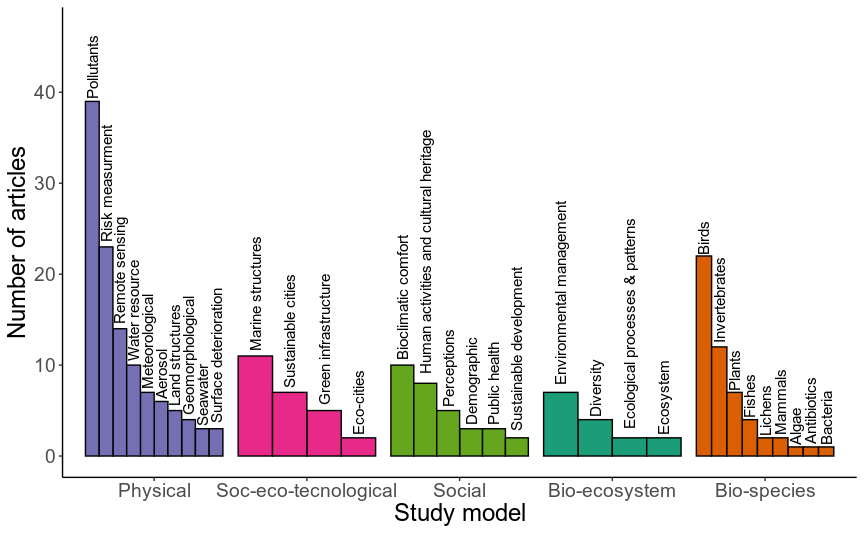 Number of articles
40
30
20
10
0
Pollutants
Risk measurment
Remote sensing
Water resource
Meteorological
Aerosol
Land structures
Geomorphological
Seawater
Surface deterioration
Marine structures
Sustainable cities
Green infrastructure
Eco-cities
Bioclimatic comfort
Human activities and cultural heritage
Perceptions
Demographic
Public health
Sustainable development
Environmental management
Diversity
Ecological processes & patterns
Ecosystem
Birds
Invertebrates
Plants
Fishes
Lichens
Mammals
Algae
Antibiotics
Bacteria
Physical
Soc-eco-tecnological
Social
Bio-ecosystem
Bio-species
Study model